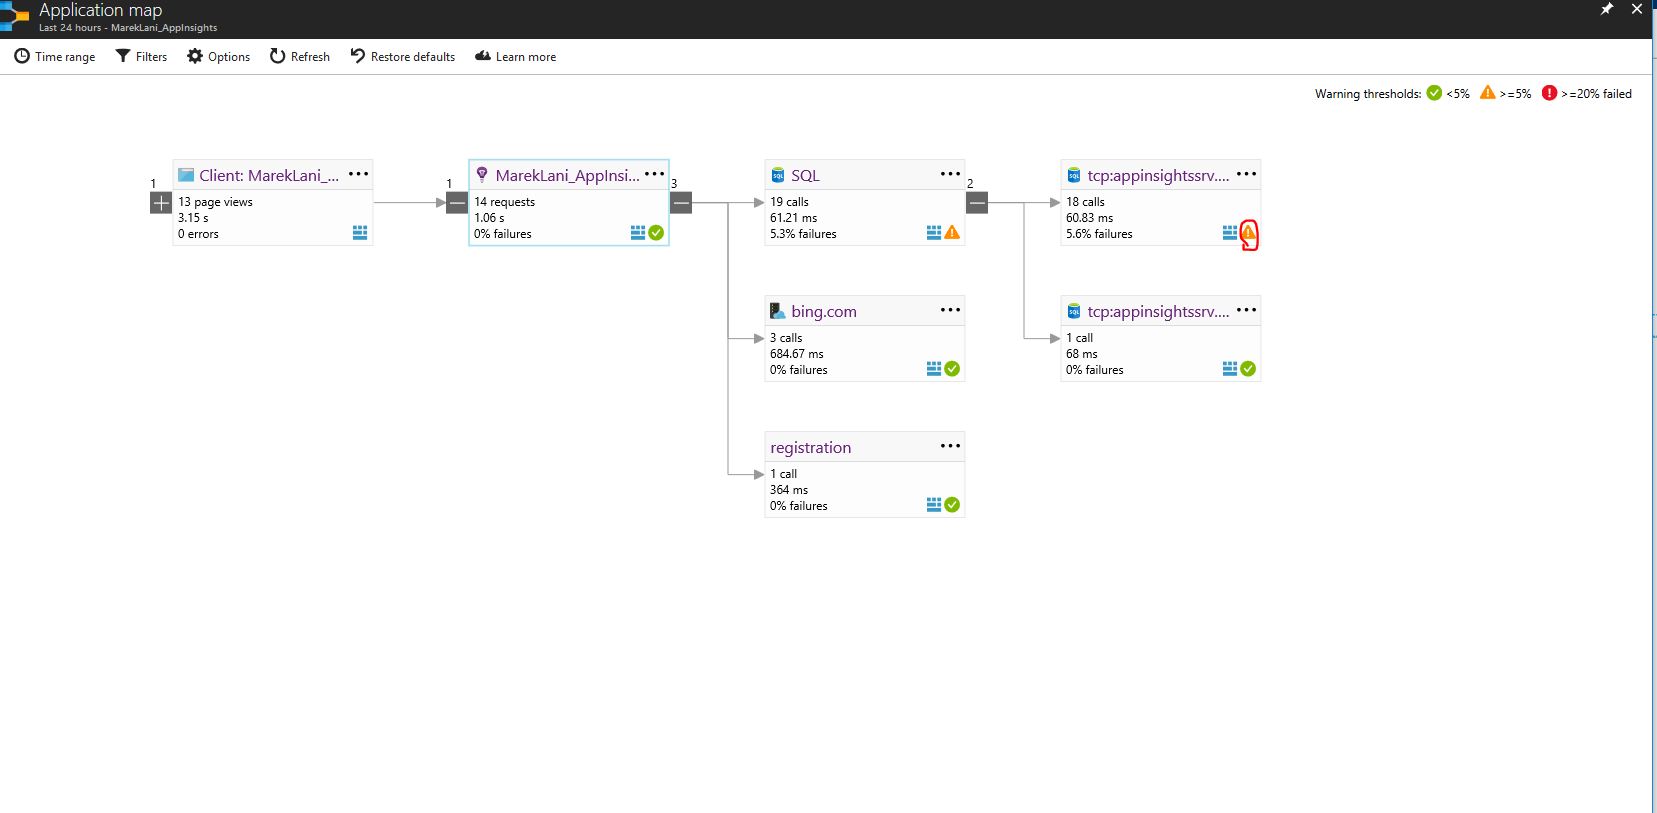 Application map
Last 24 hours - MarekLani_AppInsights
Time range Filters Options Refresh Restore defaults Learn more
Warning thresholds: <5% >=5% >=20% failed
1
Client: MarekLani_... ...
13 page views
3.15 s
0 errors
1
MarekLani_AppInsi... ...
14 requests
1.06 s
0% failures
3
SQL ...
19 calls
61.21 ms
5.3% failures
2
tcp:appinsightssrv.... ...
18 calls
60.83 ms
5.6% failures
bing.com ...
3 calls
684.67 ms
0% failures
tcp:appinsightssrv.... ...
1 call
68 ms
0% failures
registration ...
1 call
364 ms
0% failures